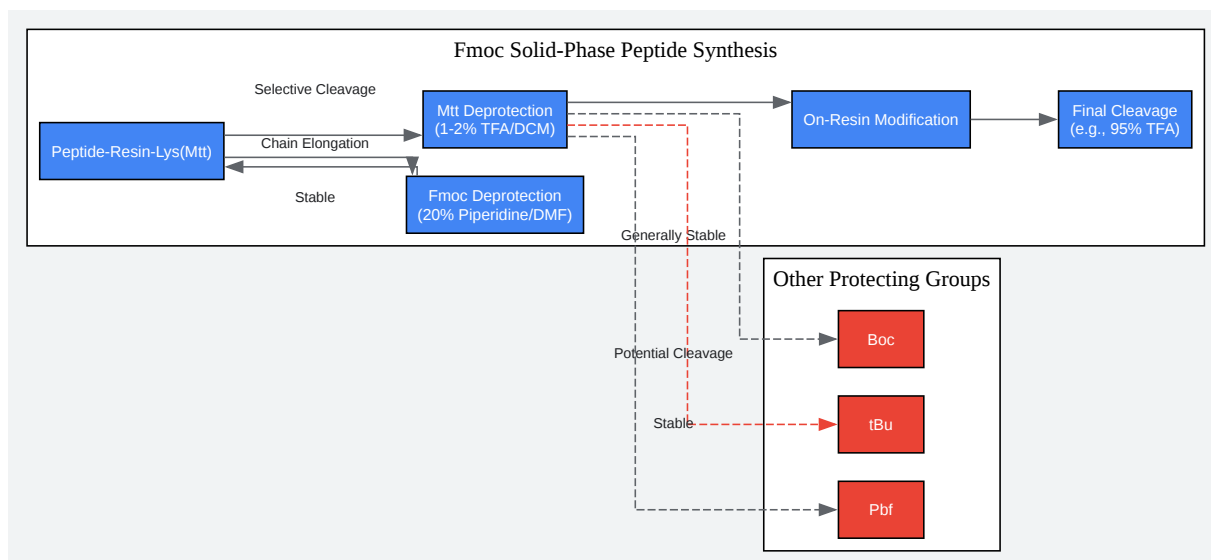 Fmoc Solid-Phase Peptide Synthesis
Selective Cleavage
Mtt Deprotection
(1-2% TFA/DCM)
On-Resin Modification
Final Cleavage
(e.g., 95% TFA)
Peptide-Resin-Lys(Mtt)
Chain Elongation
Stable
Fmoc Deprotection
(20% Piperidine/DMF)
Generally Stable
Other Protecting Groups
Boc
Potential Cleavage
tBu
Stable
Pbf